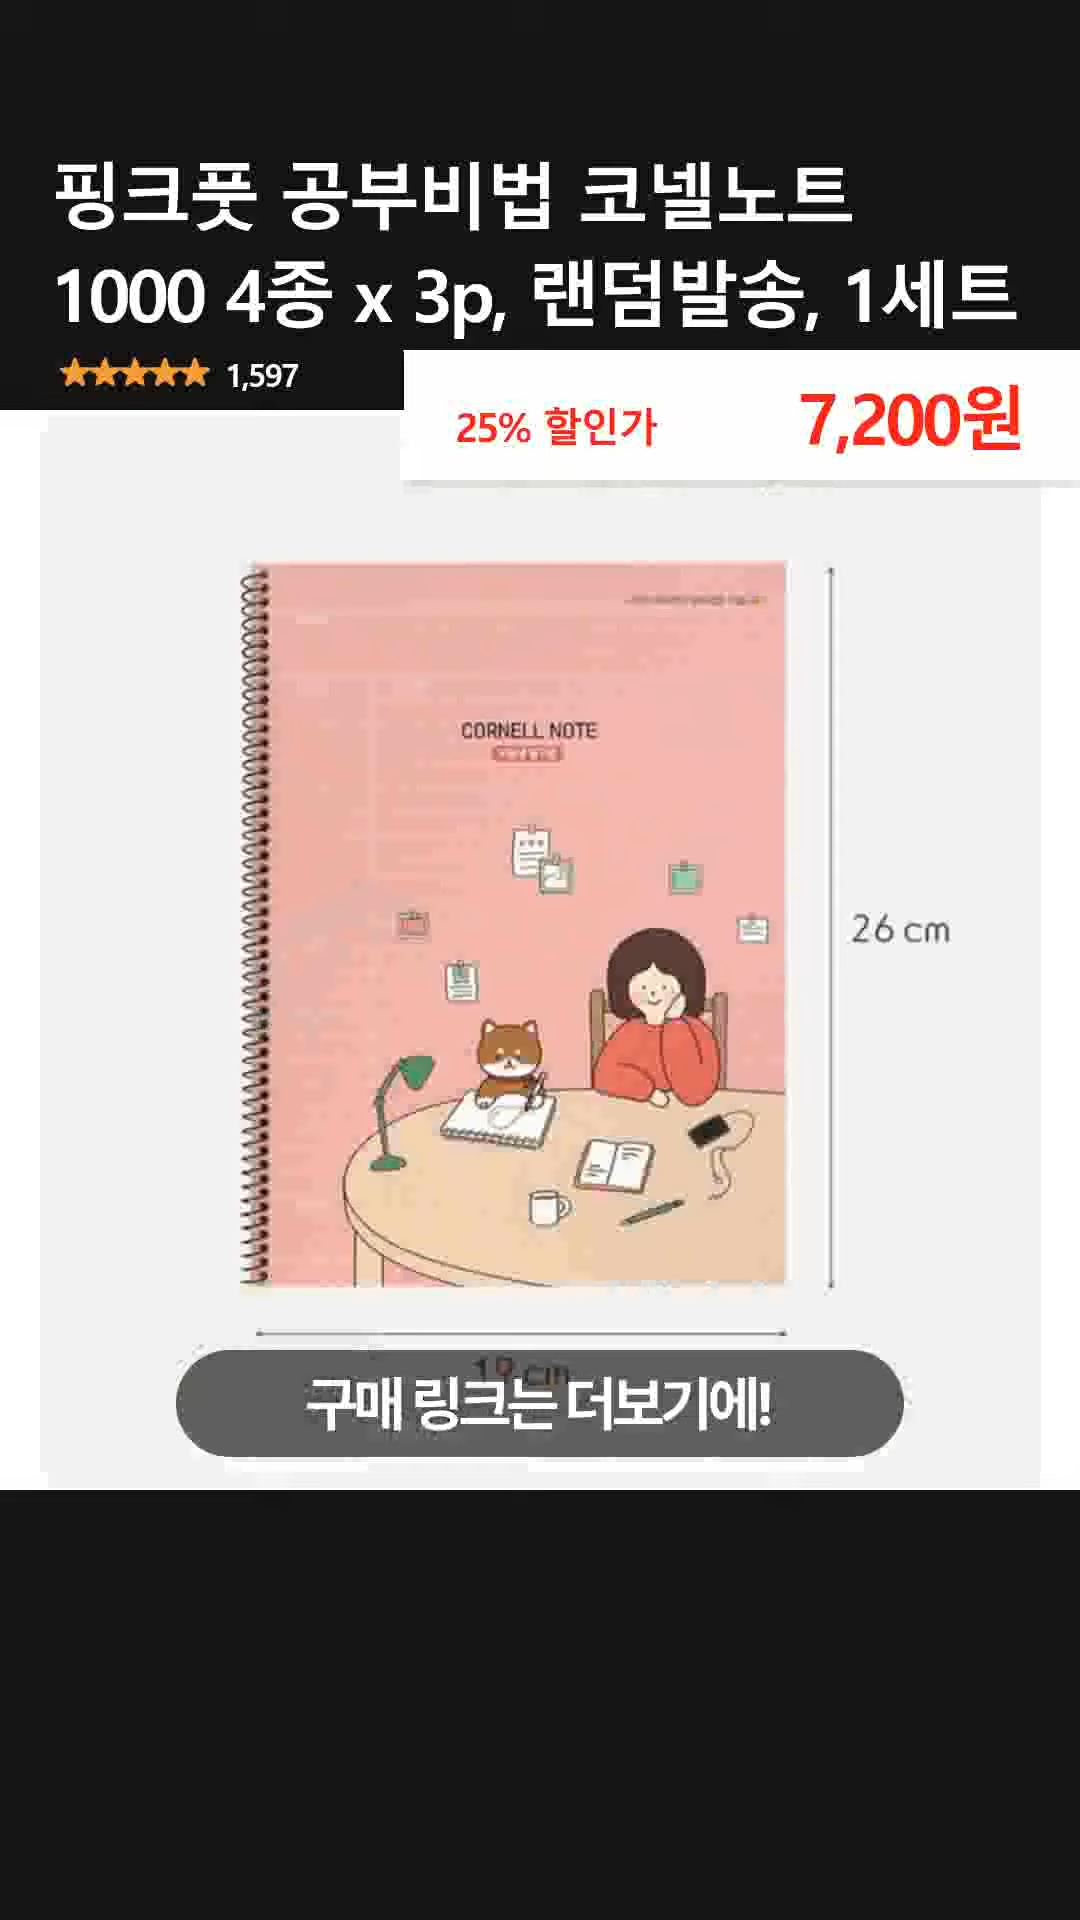 핑크풋 공부비법 코넬노트
1000 4종 x 3p, 랜덤발송, 1세트
1,597
25% 할인가
7,200원
CORNELL NOTE
26 cm
구매 링크는 더보기에!